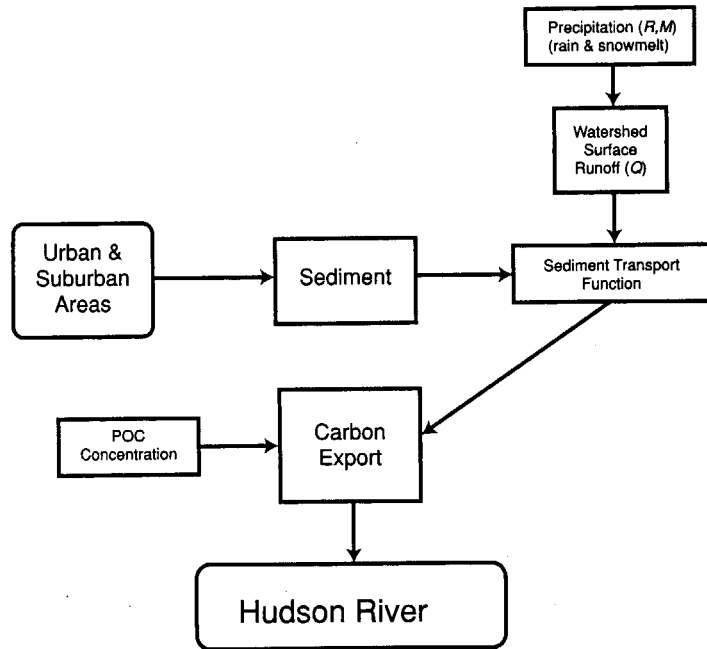 Precipitation (R,M)
(rain & snowmelt)
Watershed
Surface
Runoff (Q)
Urban &
Suburban
Areas
Sediment
Sediment Transport
Function
POC
Concentration
Carbon
Export
Hudson River